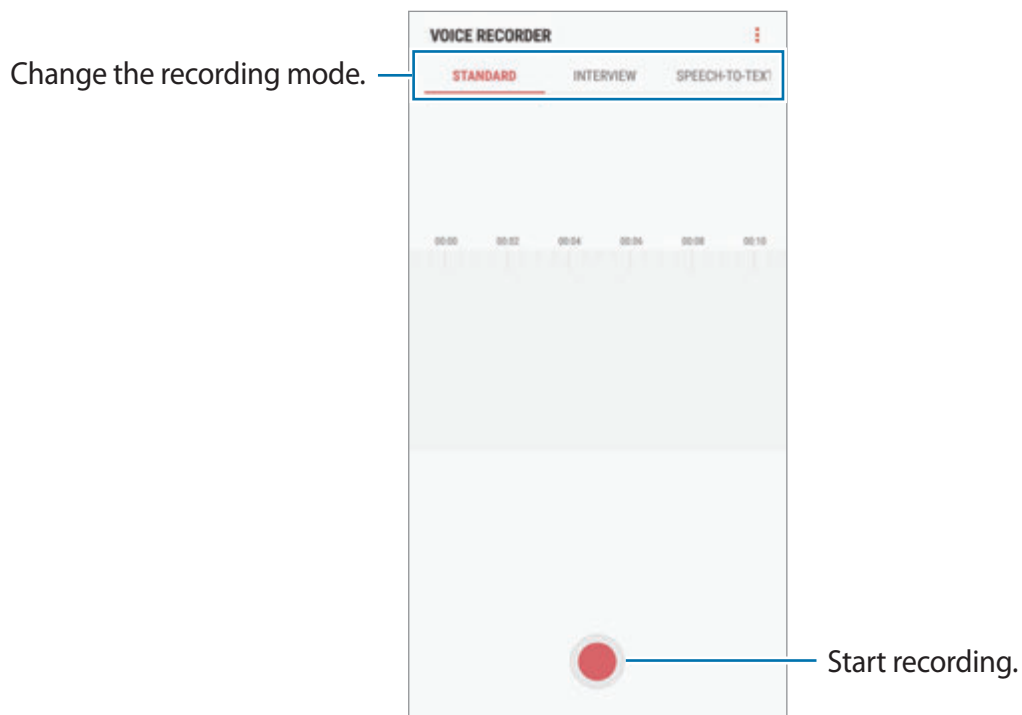 VOICE RECORDER
Change the recording mode.
STANDARD INTERVIEW SPEECH-TO-TEXT
00:00 00:02 00:04 00:06 00:08 00:10
Start recording.